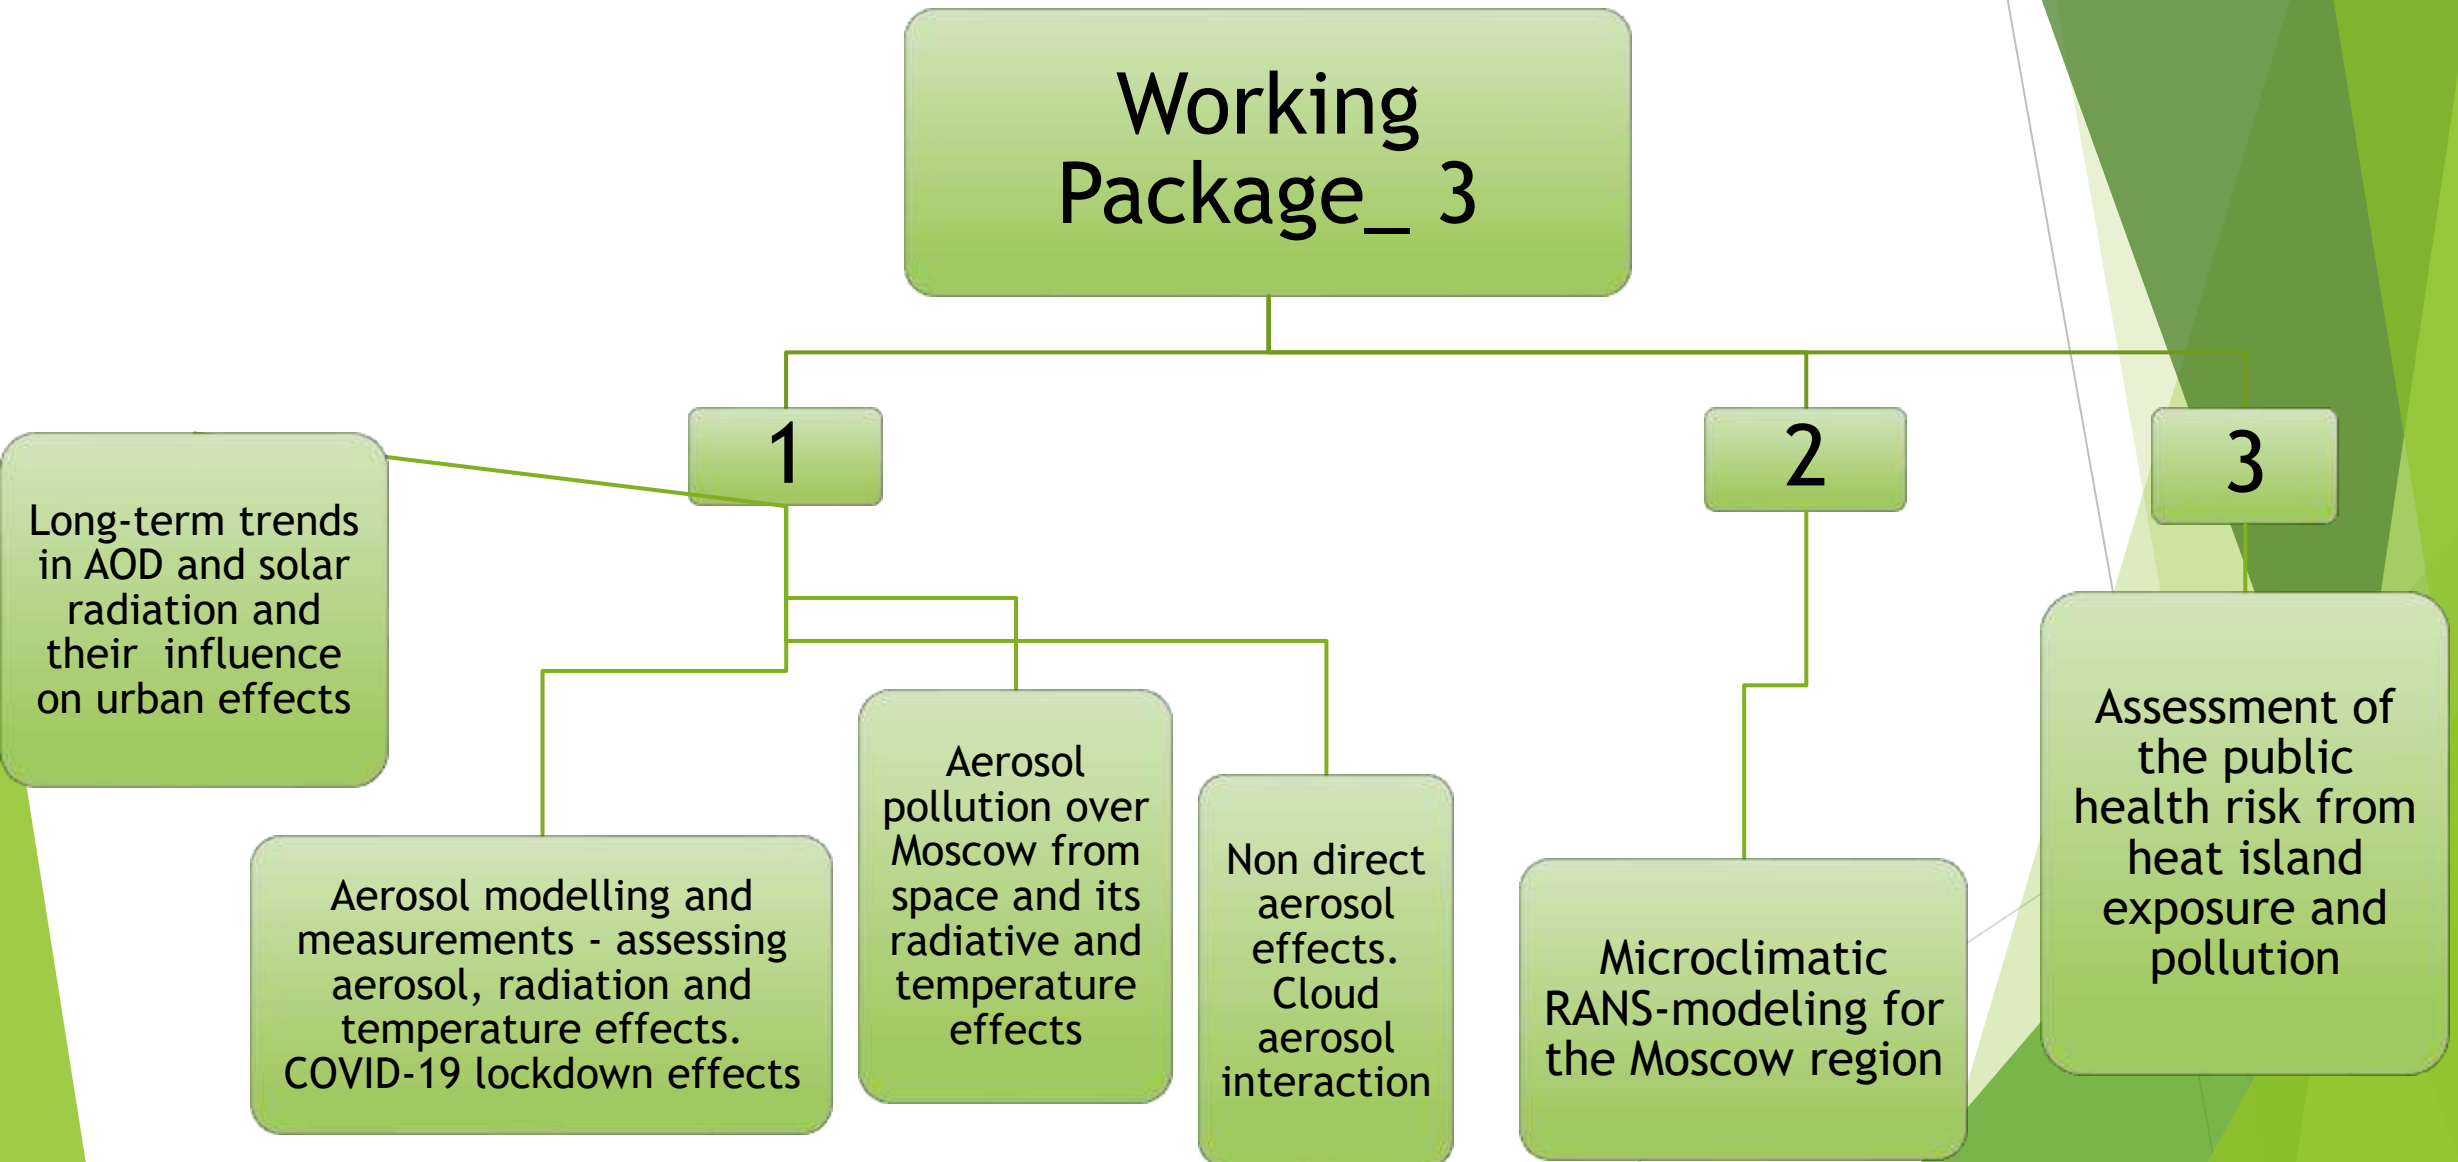 Working
Package_ 3
1
2
3
Long-term trends
in AOD and solar
radiation and
their  influence
on urban effects
Aerosol modelling and
measurements - assessing
aerosol, radiation and
temperature effects.
COVID-19 lockdown effects
Aerosol
pollution over
Moscow from
space and its
radiative and
temperature
effects
Non direct
aerosol
effects.
Cloud
aerosol
interaction
Microclimatic
RANS-modeling for
the Moscow region
Assessment of
the public
health risk from
heat island
exposure and
pollution